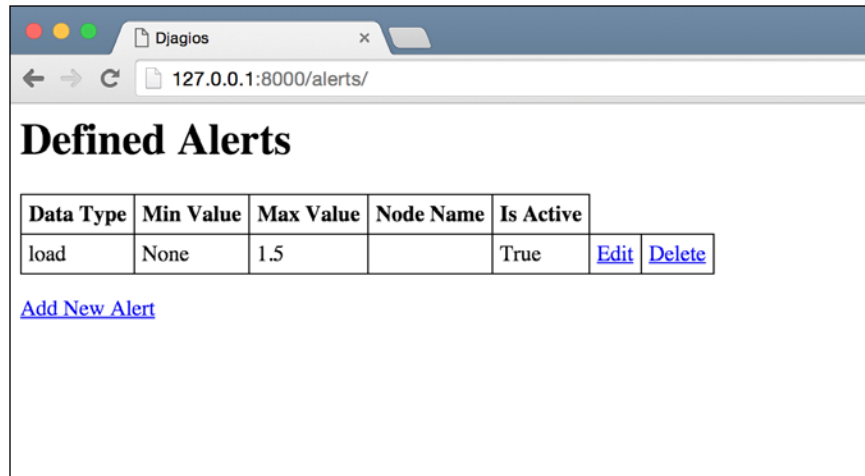 Djagios
127.0.0.1:8000/alerts/
Defined Alerts
Data Type Min Value Max Value Node Name Is Active
load None 1.5 True Edit Delete
Add New Alert